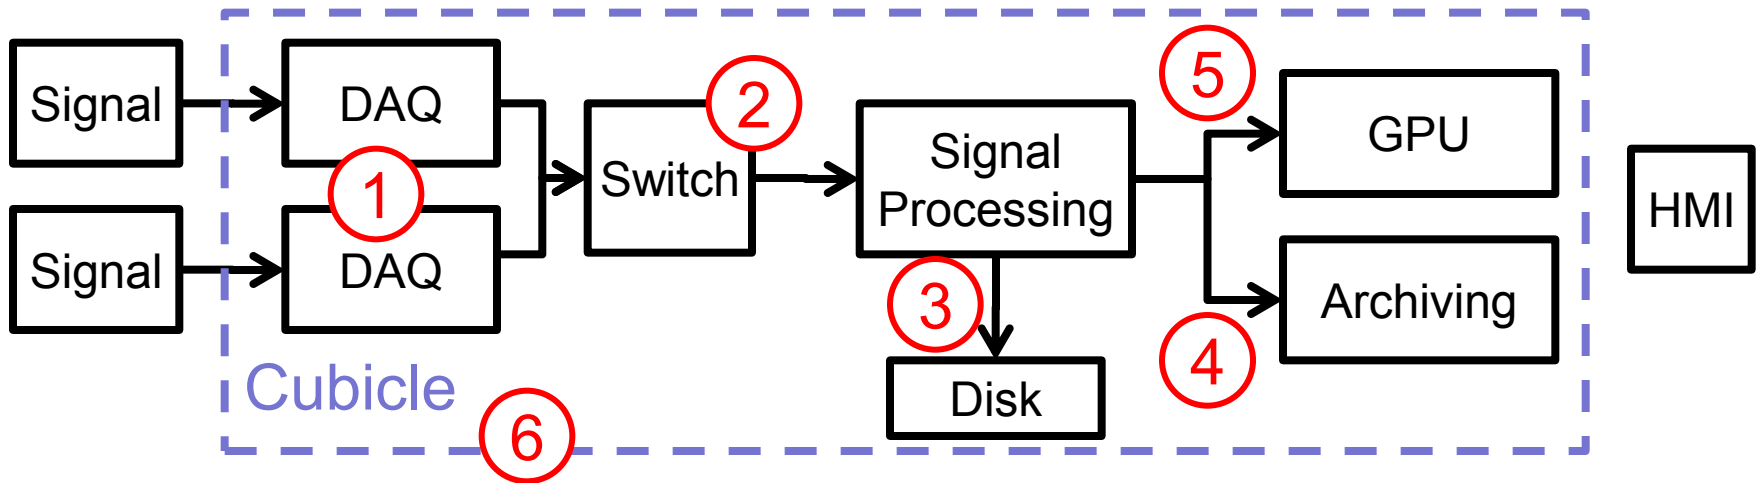 Signal
DAQ
Signal
DAQ
1
Switch
2
Signal
Processing
3
Disk
5
GPU
4
Archiving
HMI
Cubicle
6